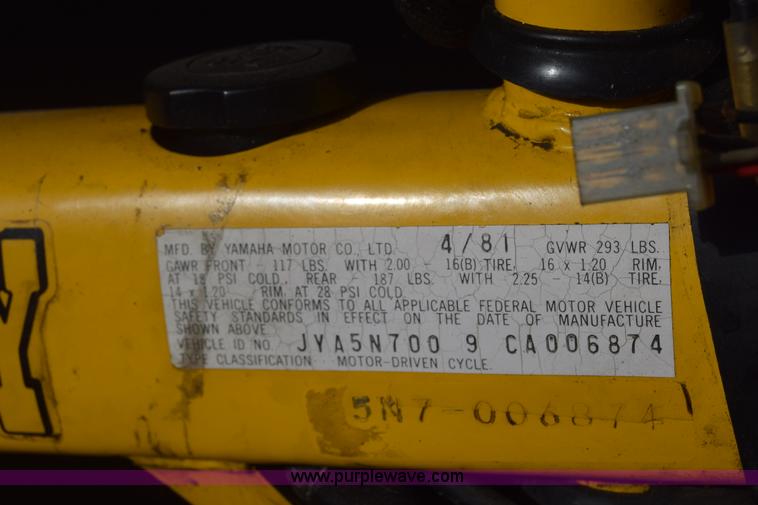 MFD. BY YAMAHA MOTOR CO., LTD. 4/81 GVWR 293 LBS.
GAWR FRONT - 117 LBS. WITH 2.00 - 16(B) TIRE, 16 x 1.20 RIM,
AT 18 PSI COLD., REAR - 187 LBS. WITH 2.25 - 14(B) TIRE,
14 x 1.20 - RIM, AT 28 PSI COLD
THIS VEHICLE CONFORMS TO ALL APPLICABLE FEDERAL MOTOR VEHICLE
SAFETY STANDARDS IN EFFECT ON THE DATE OF MANUFACTURE
SHOWN ABOVE.
VEHICLE ID NO. JYA5N700 9 CA006874
TYPE CLASSIFICATION MOTOR-DRIVEN CYCLE.
5N7-006874
Y
www.purplewave.com